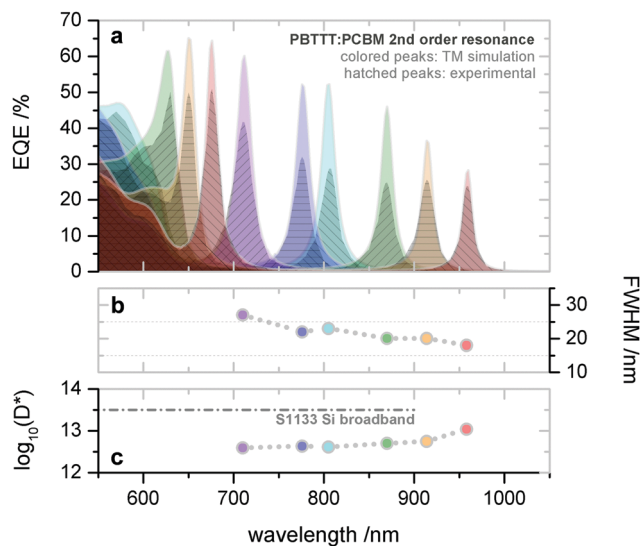 70
60
50
40
30
20
10
0
EQE /%
a
PBTTT:PCBM 2nd order resonance
colored peaks: TM simulation
hatched peaks: experimental
b
30
20
10
FWHM /nm
14
13
12
log10(D*)
S1133 Si broadband
c
600 700 800 900 1000
wavelength /nm